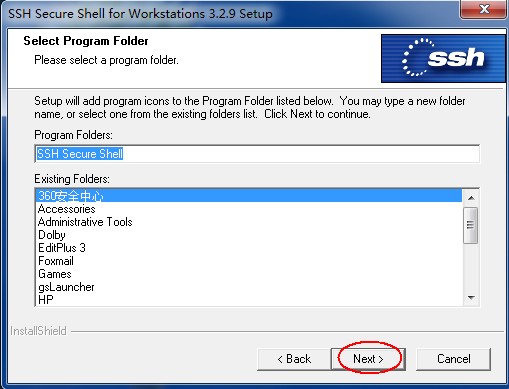 SSH Secure Shell for Workstations 3.2.9 Setup
Select Program Folder
Please select a program folder.
ssh
Setup will add program icons to the Program Folder listed below. You may type a new folder
name, or select one from the existing folders list. Click Next to continue.
Program Folders:
SSH Secure Shell
Existing Folders:
360安全中心
Accessories
Administrative Tools
Dolby
EditPlus 3
Foxmail
Games
gsLauncher
HP
InstallShield
< Back
Next >
Cancel